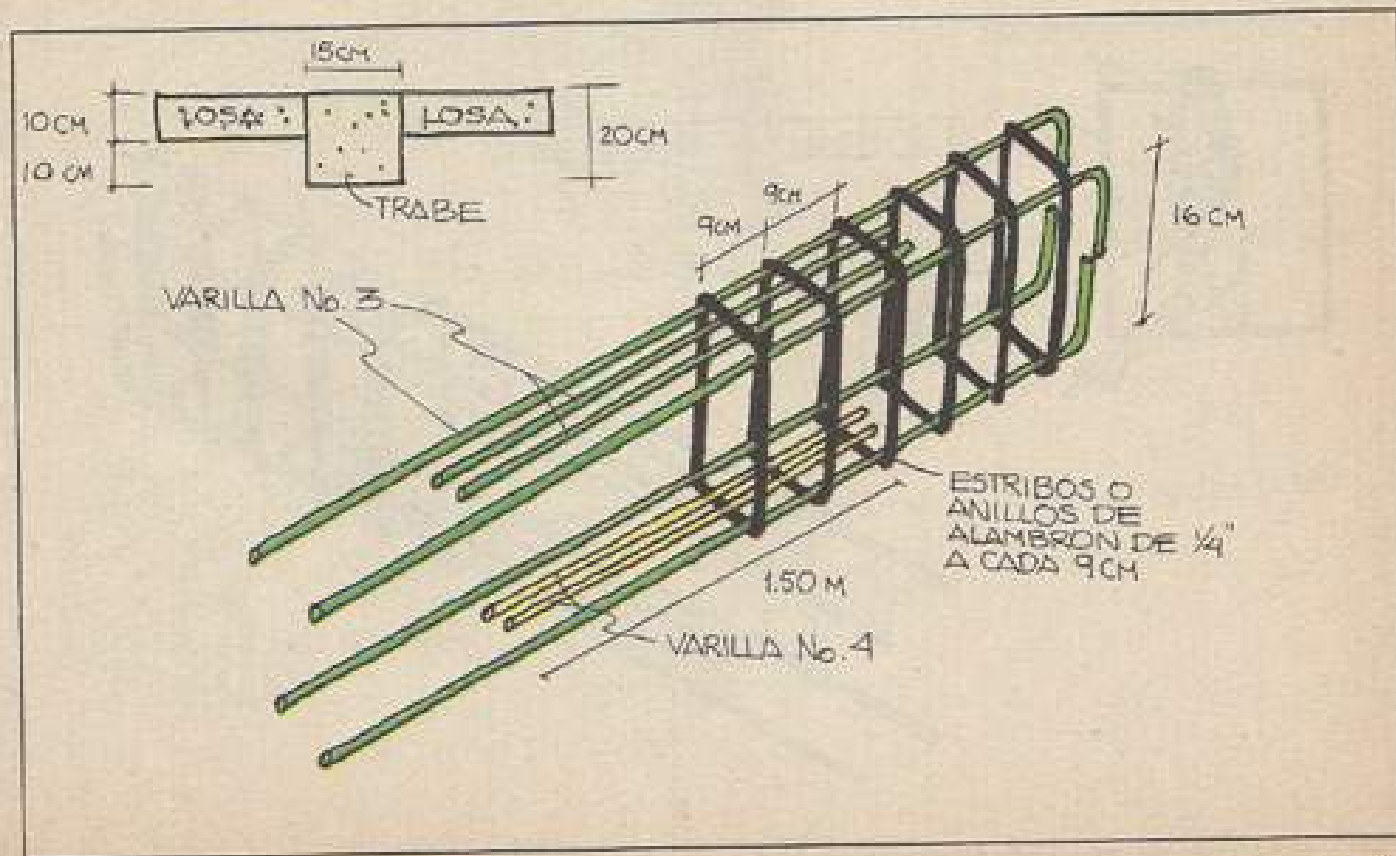 15CM
10CM
LOSA
LOSA
20CM
10 CM
TRABE
9CM
9CM
16 CM
VARILLA No. 3
ESTRIBOS O
ANILLOS DE
ALAMBRON DE 1/4"
A CADA 9CM
1.50 M
VARILLA No. 4